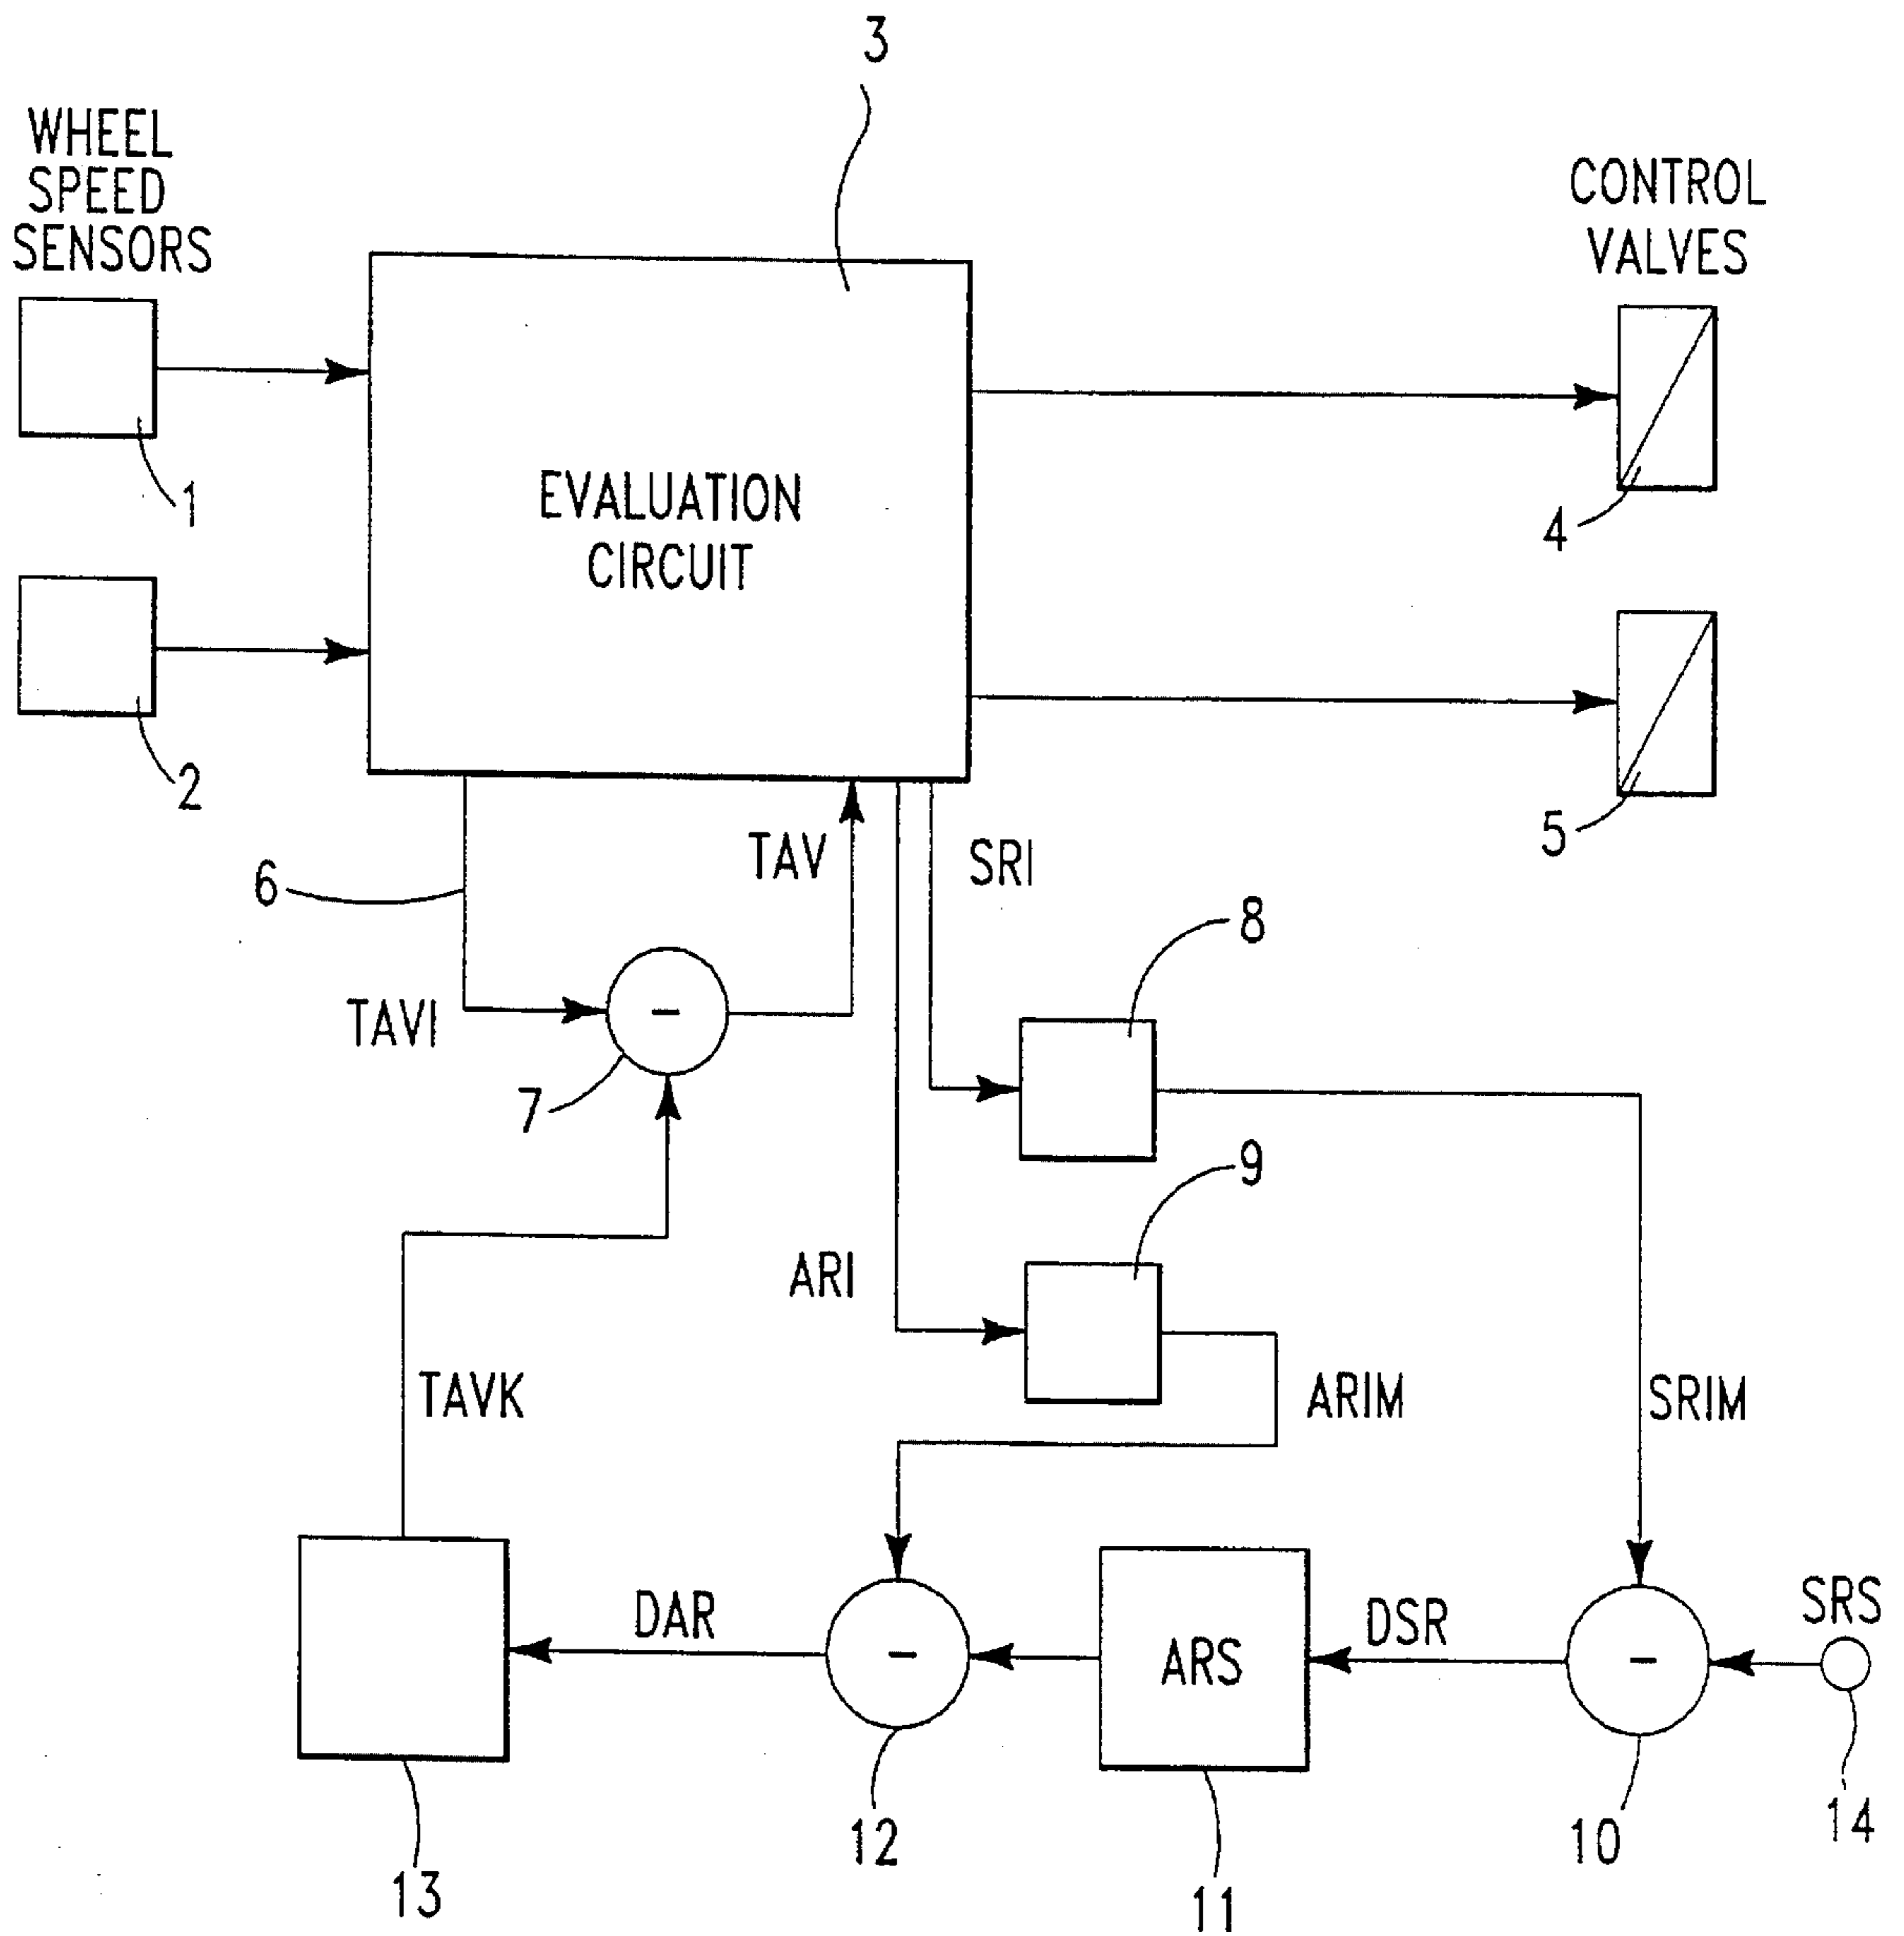 3
WHEEL
SPEED
SENSORS
CONTROL
VALVES
1
EVALUATION
CIRCUIT
4
2
5
TAV
SRI
6
8
TAVI
-
7
9
ARI
TAVK
ARIM
SRIM
DAR
-
ARS
DSR
-
SRS
12
10
14
13
11